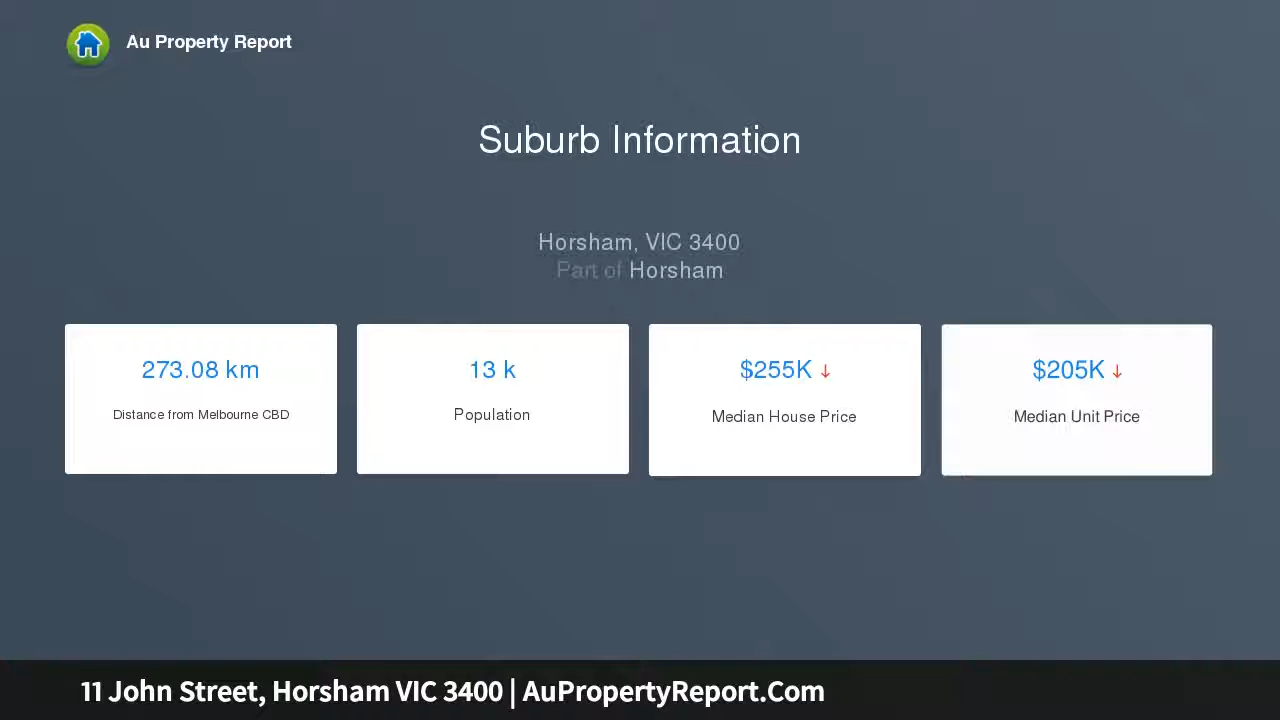 Au Property Report
Suburb Information
Horsham, VIC 3400
Part of Horsham
273.08 km
Distance from Melbourne CBD
13 k
Population
$255K ↓
Median House Price
$205K ↓
Median Unit Price
11 John Street, Horsham VIC 3400 | AuPropertyReport.Com